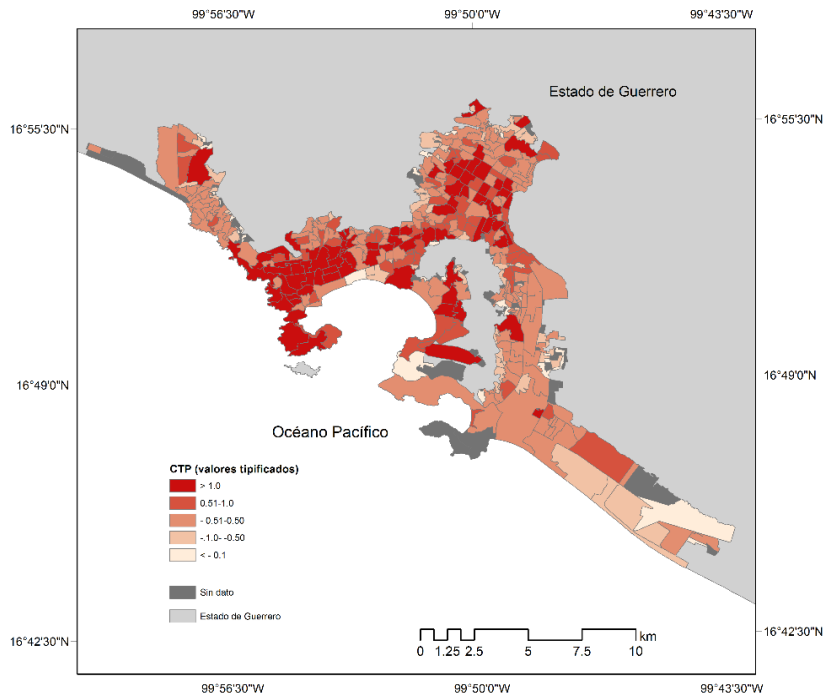 99°56'30"W 99°50'0"W 99°43'30"W
Estado de Guerrero
16°55'30"N 16°55'30"N
16°49'0"N 16°49'0"N
Océano Pacífico
CTP (valores tipificados)
> 1.0
0.51-1.0
- 0.51-0.50
-.1.0- -0.50
< - 0.1
Sin dato
Estado de Guerrero
16°42'30"N 16°42'30"N
km
0 1.25 2.5 5 7.5 10
99°56'30"W 99°50'0"W 99°43'30"W